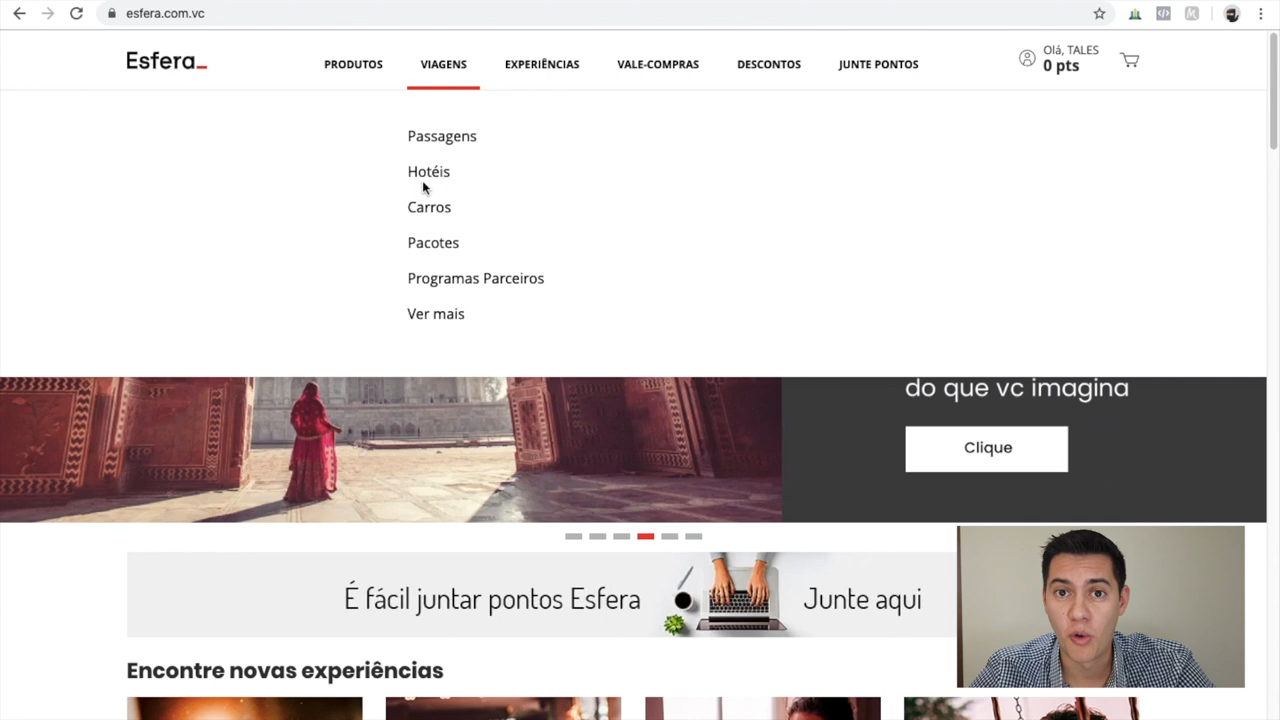 esfera.com.vc
Esfera_
PRODUTOS
VIAGENS
EXPERIÊNCIAS
VALE-COMPRAS
DESCONTOS
JUNTE PONTOS
Olá, TALES
0 pts
Passagens
Hotéis
Carros
Pacotes
Programas Parceiros
Ver mais
do que vc imagina
Clique
É fácil juntar pontos Esfera
Junte aqui
Encontre novas experiências